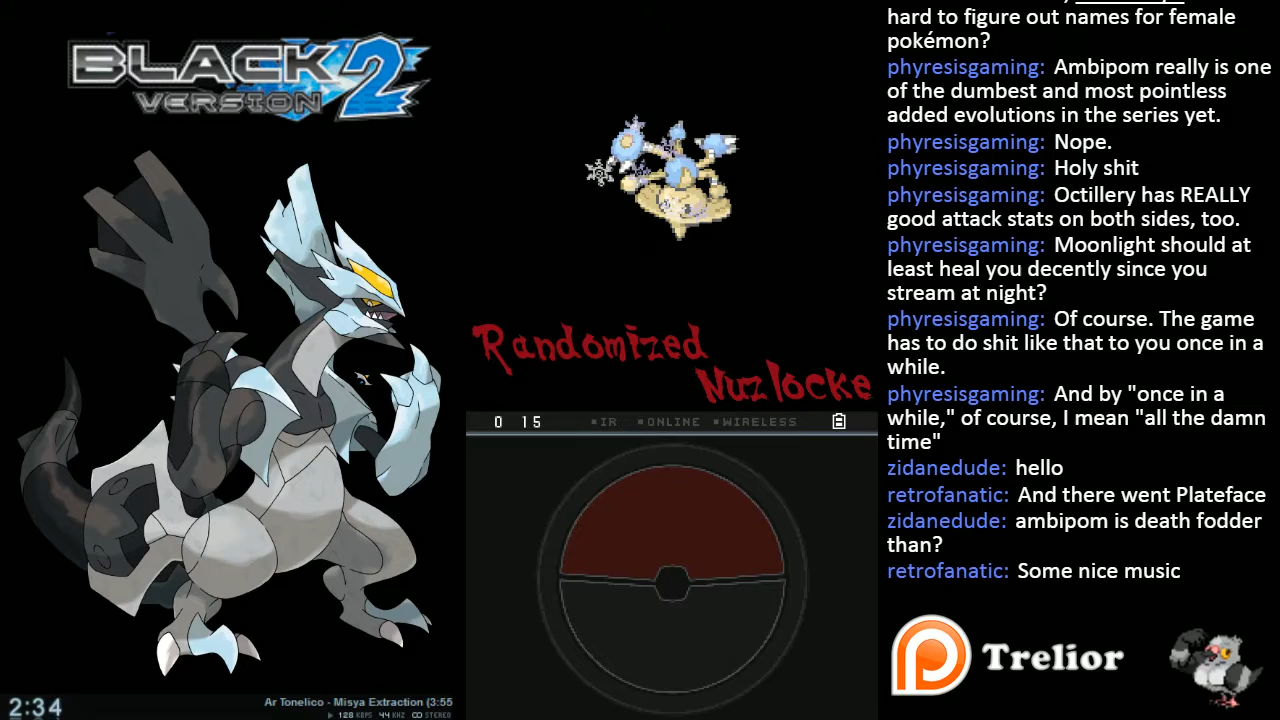 BLACK 2
VERSION
Randomized
Nuzlocke
0 15 IR ONLINE WIRELESS
hard to figure out names for female
pokémon?
phyresisgaming: Ambipom really is one
of the dumbest and most pointless
added evolutions in the series yet.
phyresisgaming: Nope.
phyresisgaming: Holy shit
phyresisgaming: Octillery has REALLY
good attack stats on both sides, too.
phyresisgaming: Moonlight should at
least heal you decently since you
stream at night?
phyresisgaming: Of course. The game
has to do shit like that to you once in a
while.
phyresisgaming: And by "once in a
while," of course, I mean "all the damn
time"
zidanedude: hello
retrofanatic: And there went Plateface
zidanedude: ambipom is death fodder
than?
retrofanatic: Some nice music
Trelior
2:34
Ar Tonelico - Misya Extraction (3:55
128 KBPS 44 KHZ STEREO